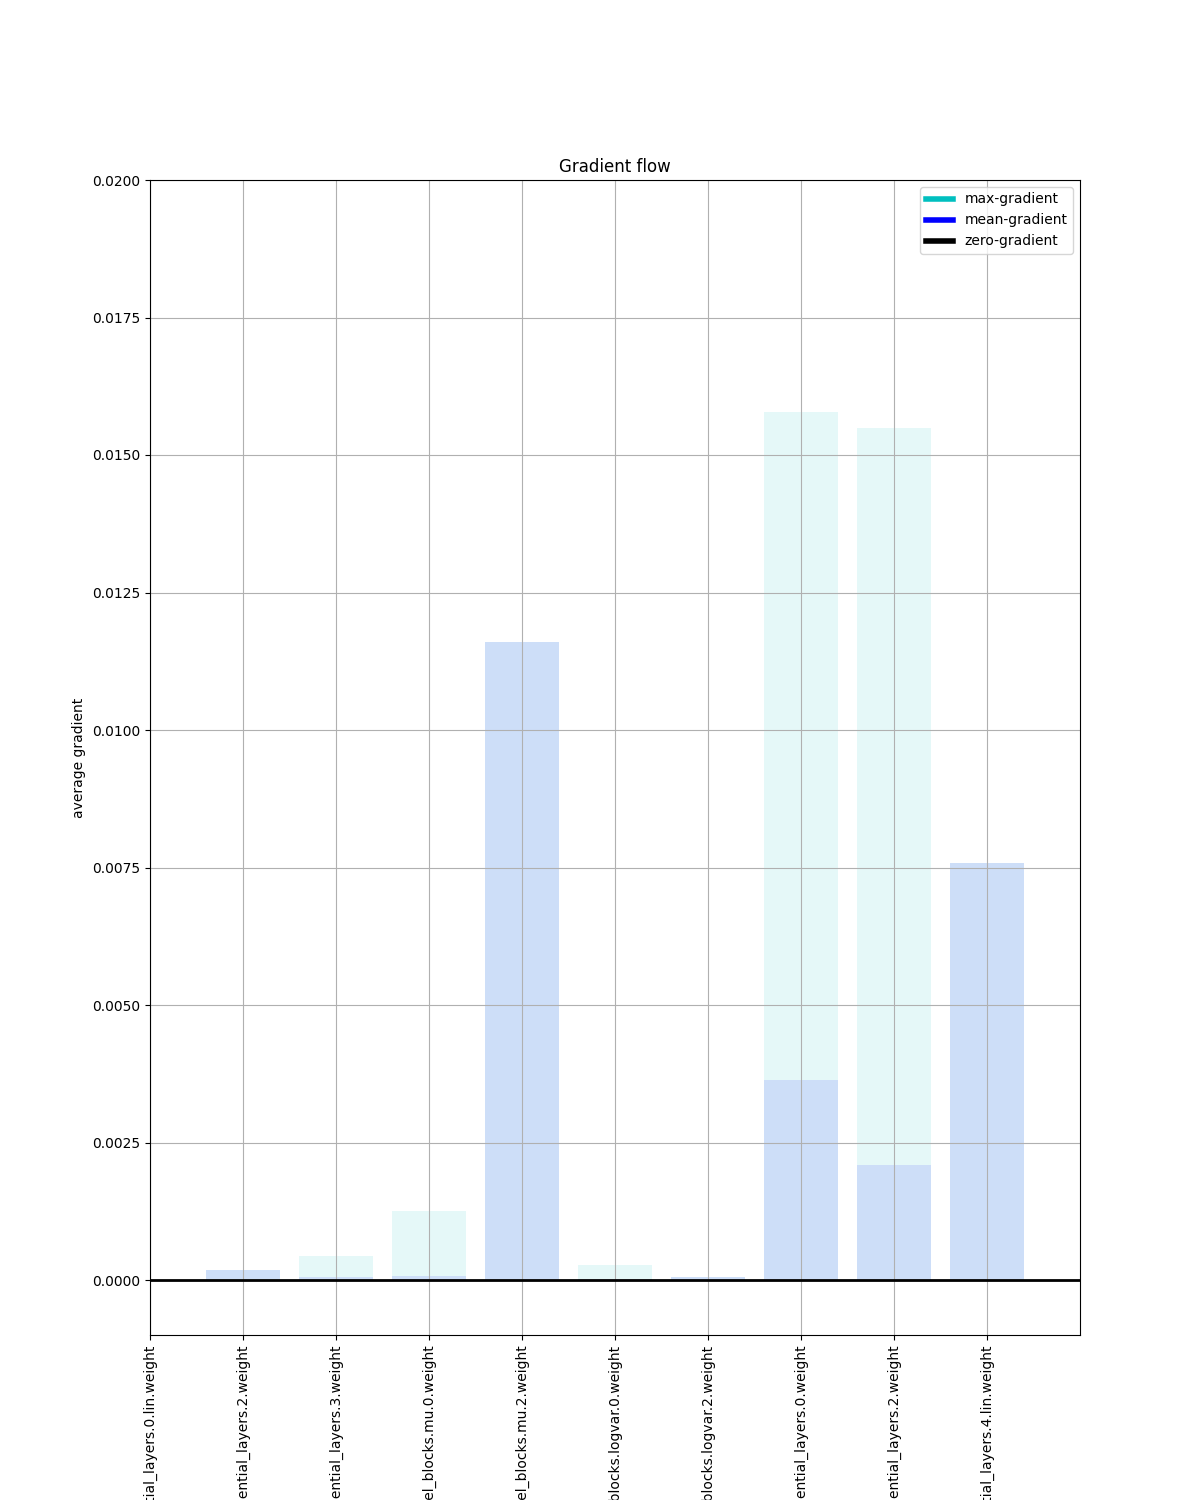 Gradient flow
max-gradient
mean-gradient
zero-gradient
0.0200
0.0175
0.0150
0.0125
0.0100
0.0075
0.0050
0.0025
0.0000
average gradient
tial_layers.0.lin.weight
ential_layers.2.weight
ential_layers.3.weight
el_blocks.mu.0.weight
el_blocks.mu.2.weight
blocks.logvar.0.weight
blocks.logvar.2.weight
ential_layers.0.weight
ential_layers.2.weight
tial_layers.4.lin.weight